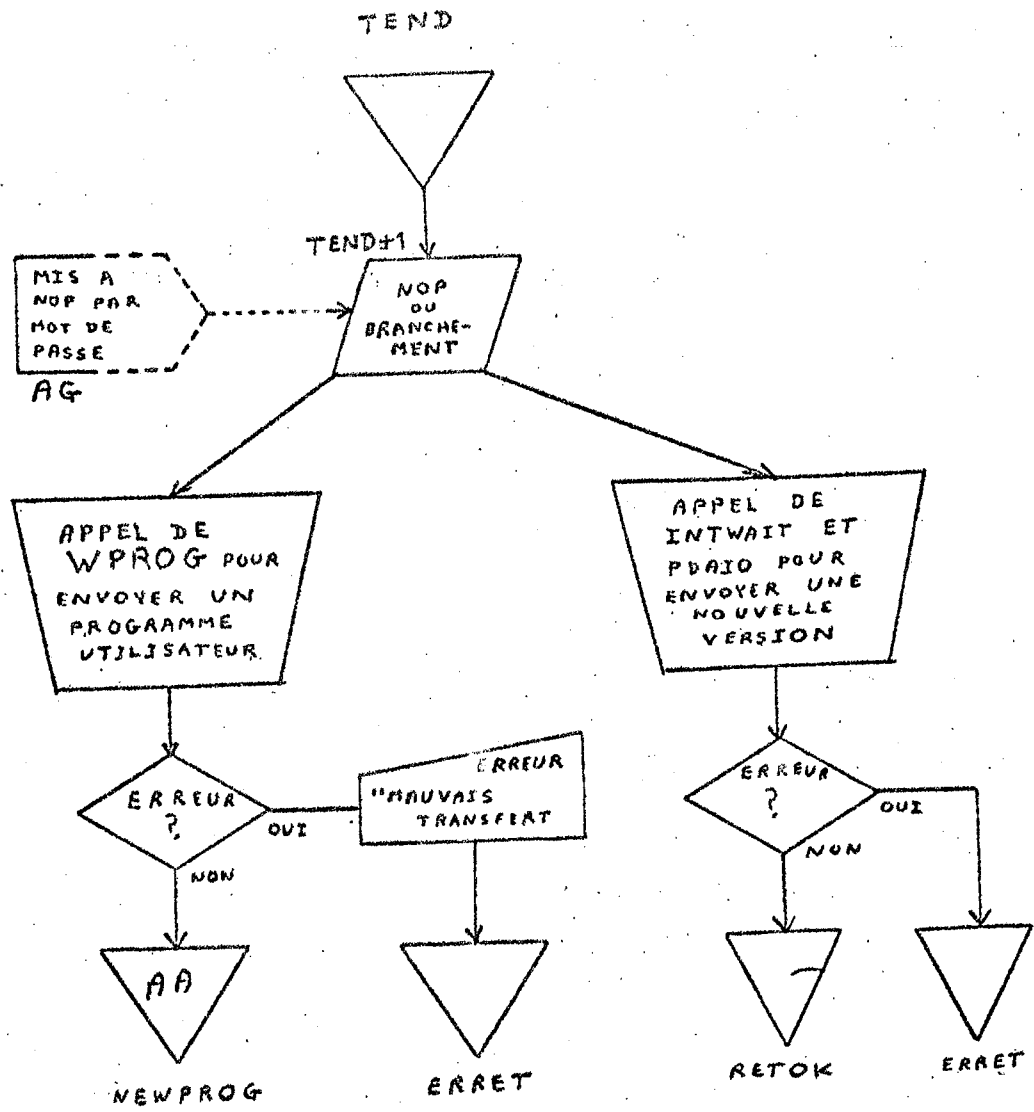 TEND
TEND+1
MIS A
NOP PAR
MOT DE
PASSE
AG
NOP
OU
BRANCHE-
MENT
APPEL DE
WPROG POUR
ENVOYER UN
PROGRAMME
UTILISATEUR
APPEL DE
INTWAIT ET
PDAIO POUR
ENVOYER UNE
NOUVELLE
VERSION
ERREUR
?
OUI
NON
ERREUR
"MAUVAIS
TRANSFERT
ERREUR
?
OUI
NON
AA
NEWPROG
ERRET
RETOK
ERRET